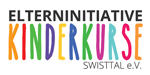 ELTERNINITIATIVE
KINDERKURSE
SWISTTAL e.V.